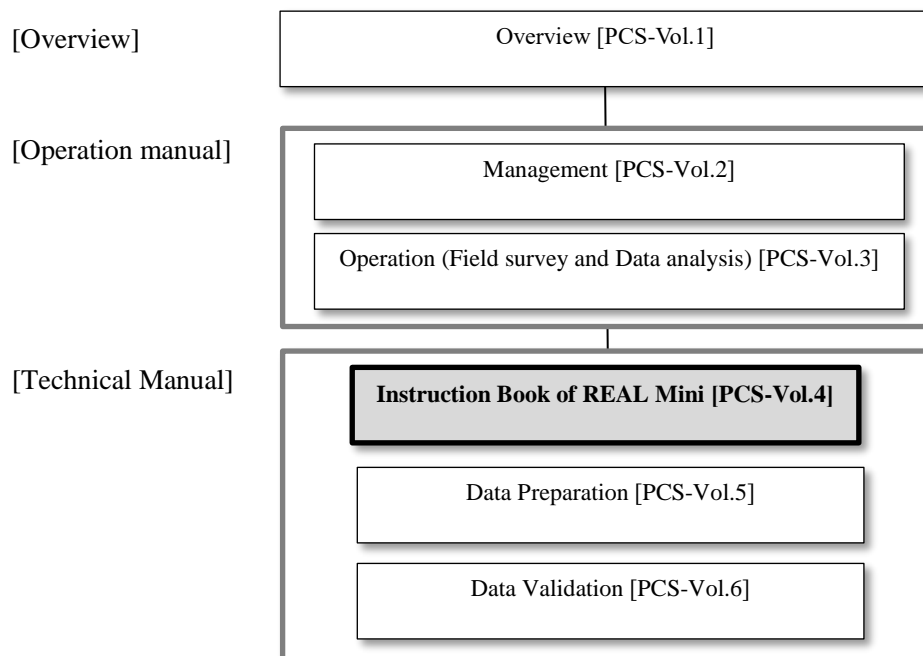 [Overview]
Overview [PCS-Vol.1]
[Operation manual]
Management [PCS-Vol.2]
Operation (Field survey and Data analysis) [PCS-Vol.3]
[Technical Manual]
Instruction Book of REAL Mini [PCS-Vol.4]
Data Preparation [PCS-Vol.5]
Data Validation [PCS-Vol.6]